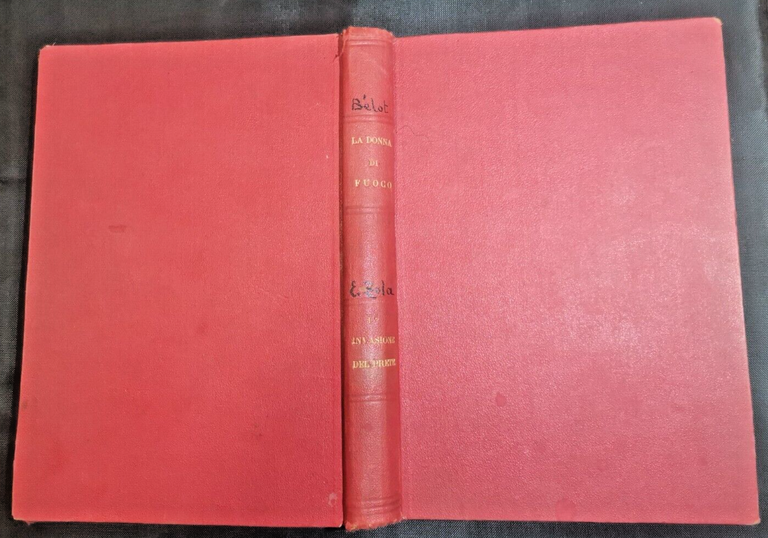 Bélot
LA DONNA
DI
FUOCO
E. Zola
INVASIONE
DEL PRETE